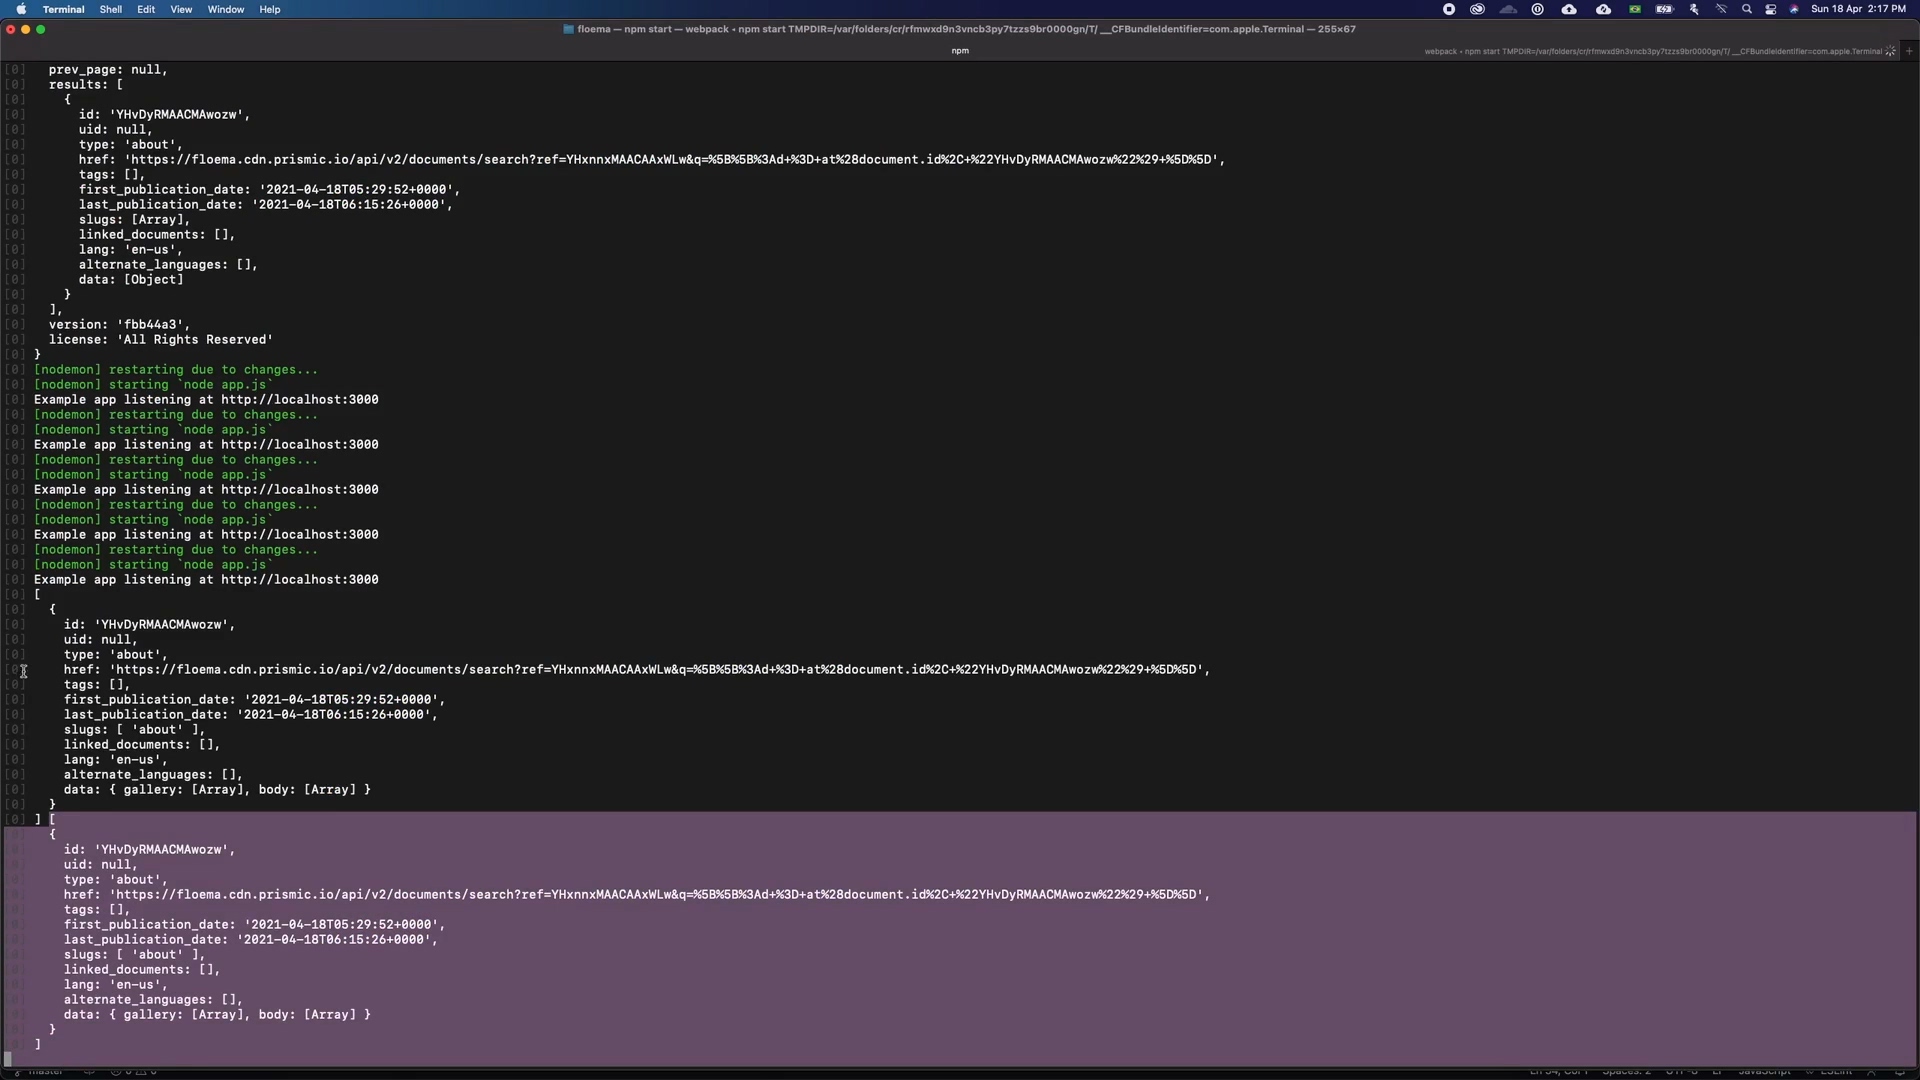 Terminal Shell Edit View Window Help Sun 18 Apr 2:17 PM
floema — npm start — webpack • npm start TMPDIR=/var/folders/cr/rfmwxd9n3vncb3py7tzzs9br0000gn/T/ __CFBundleIdentifier=com.apple.Terminal — 255×67
npm webpack • npm start TMPDIR=/var/folders/cr/rfmwxd9n3vncb3py7tzzs9br0000gn/T/ __CFBundleIdentifier=com.apple.Terminal +
[0] prev_page: null,
[0] results: [
[0] {
[0] id: 'YHvDyRMAACMAwozw',
[0] uid: null,
[0] type: 'about',
[0] href: 'https://floema.cdn.prismic.io/api/v2/documents/search?ref=YHxnnxMAACAAxWLw&q=%5B%5B%3Ad+%3D+at%28document.id%2C+%22YHvDyRMAACMAwozw%22%29+%5D%5D',
[0] tags: [],
[0] first_publication_date: '2021-04-18T05:29:52+0000',
[0] last_publication_date: '2021-04-18T06:15:26+0000',
[0] slugs: [Array],
[0] linked_documents: [],
[0] lang: 'en-us',
[0] alternate_languages: [],
[0] data: [Object]
[0] }
[0] ],
[0] version: 'fbb44a3',
[0] license: 'All Rights Reserved'
[0] }
[0] [nodemon] restarting due to changes...
[0] [nodemon] starting `node app.js`
[0] Example app listening at http://localhost:3000
[0] [nodemon] restarting due to changes...
[0] [nodemon] starting `node app.js`
[0] Example app listening at http://localhost:3000
[0] [nodemon] restarting due to changes...
[0] [nodemon] starting `node app.js`
[0] Example app listening at http://localhost:3000
[0] [nodemon] restarting due to changes...
[0] [nodemon] starting `node app.js`
[0] Example app listening at http://localhost:3000
[0] [nodemon] restarting due to changes...
[0] [nodemon] starting `node app.js`
[0] Example app listening at http://localhost:3000
[0] [
[0] {
[0] id: 'YHvDyRMAACMAwozw',
[0] uid: null,
[0] type: 'about',
[0] href: 'https://floema.cdn.prismic.io/api/v2/documents/search?ref=YHxnnxMAACAAxWLw&q=%5B%5B%3Ad+%3D+at%28document.id%2C+%22YHvDyRMAACMAwozw%22%29+%5D%5D',
[0] tags: [],
[0] first_publication_date: '2021-04-18T05:29:52+0000',
[0] last_publication_date: '2021-04-18T06:15:26+0000',
[0] slugs: [ 'about' ],
[0] linked_documents: [],
[0] lang: 'en-us',
[0] alternate_languages: [],
[0] data: { gallery: [Array], body: [Array] }
[0] }
[0] ] [
[0] {
[0] id: 'YHvDyRMAACMAwozw',
[0] uid: null,
[0] type: 'about',
[0] href: 'https://floema.cdn.prismic.io/api/v2/documents/search?ref=YHxnnxMAACAAxWLw&q=%5B%5B%3Ad+%3D+at%28document.id%2C+%22YHvDyRMAACMAwozw%22%29+%5D%5D',
[0] tags: [],
[0] first_publication_date: '2021-04-18T05:29:52+0000',
[0] last_publication_date: '2021-04-18T06:15:26+0000',
[0] slugs: [ 'about' ],
[0] linked_documents: [],
[0] lang: 'en-us',
[0] alternate_languages: [],
[0] data: { gallery: [Array], body: [Array] }
[0] }
[0] ]
master Spaces: 2 UTF-8 LF JavaScript ESLint